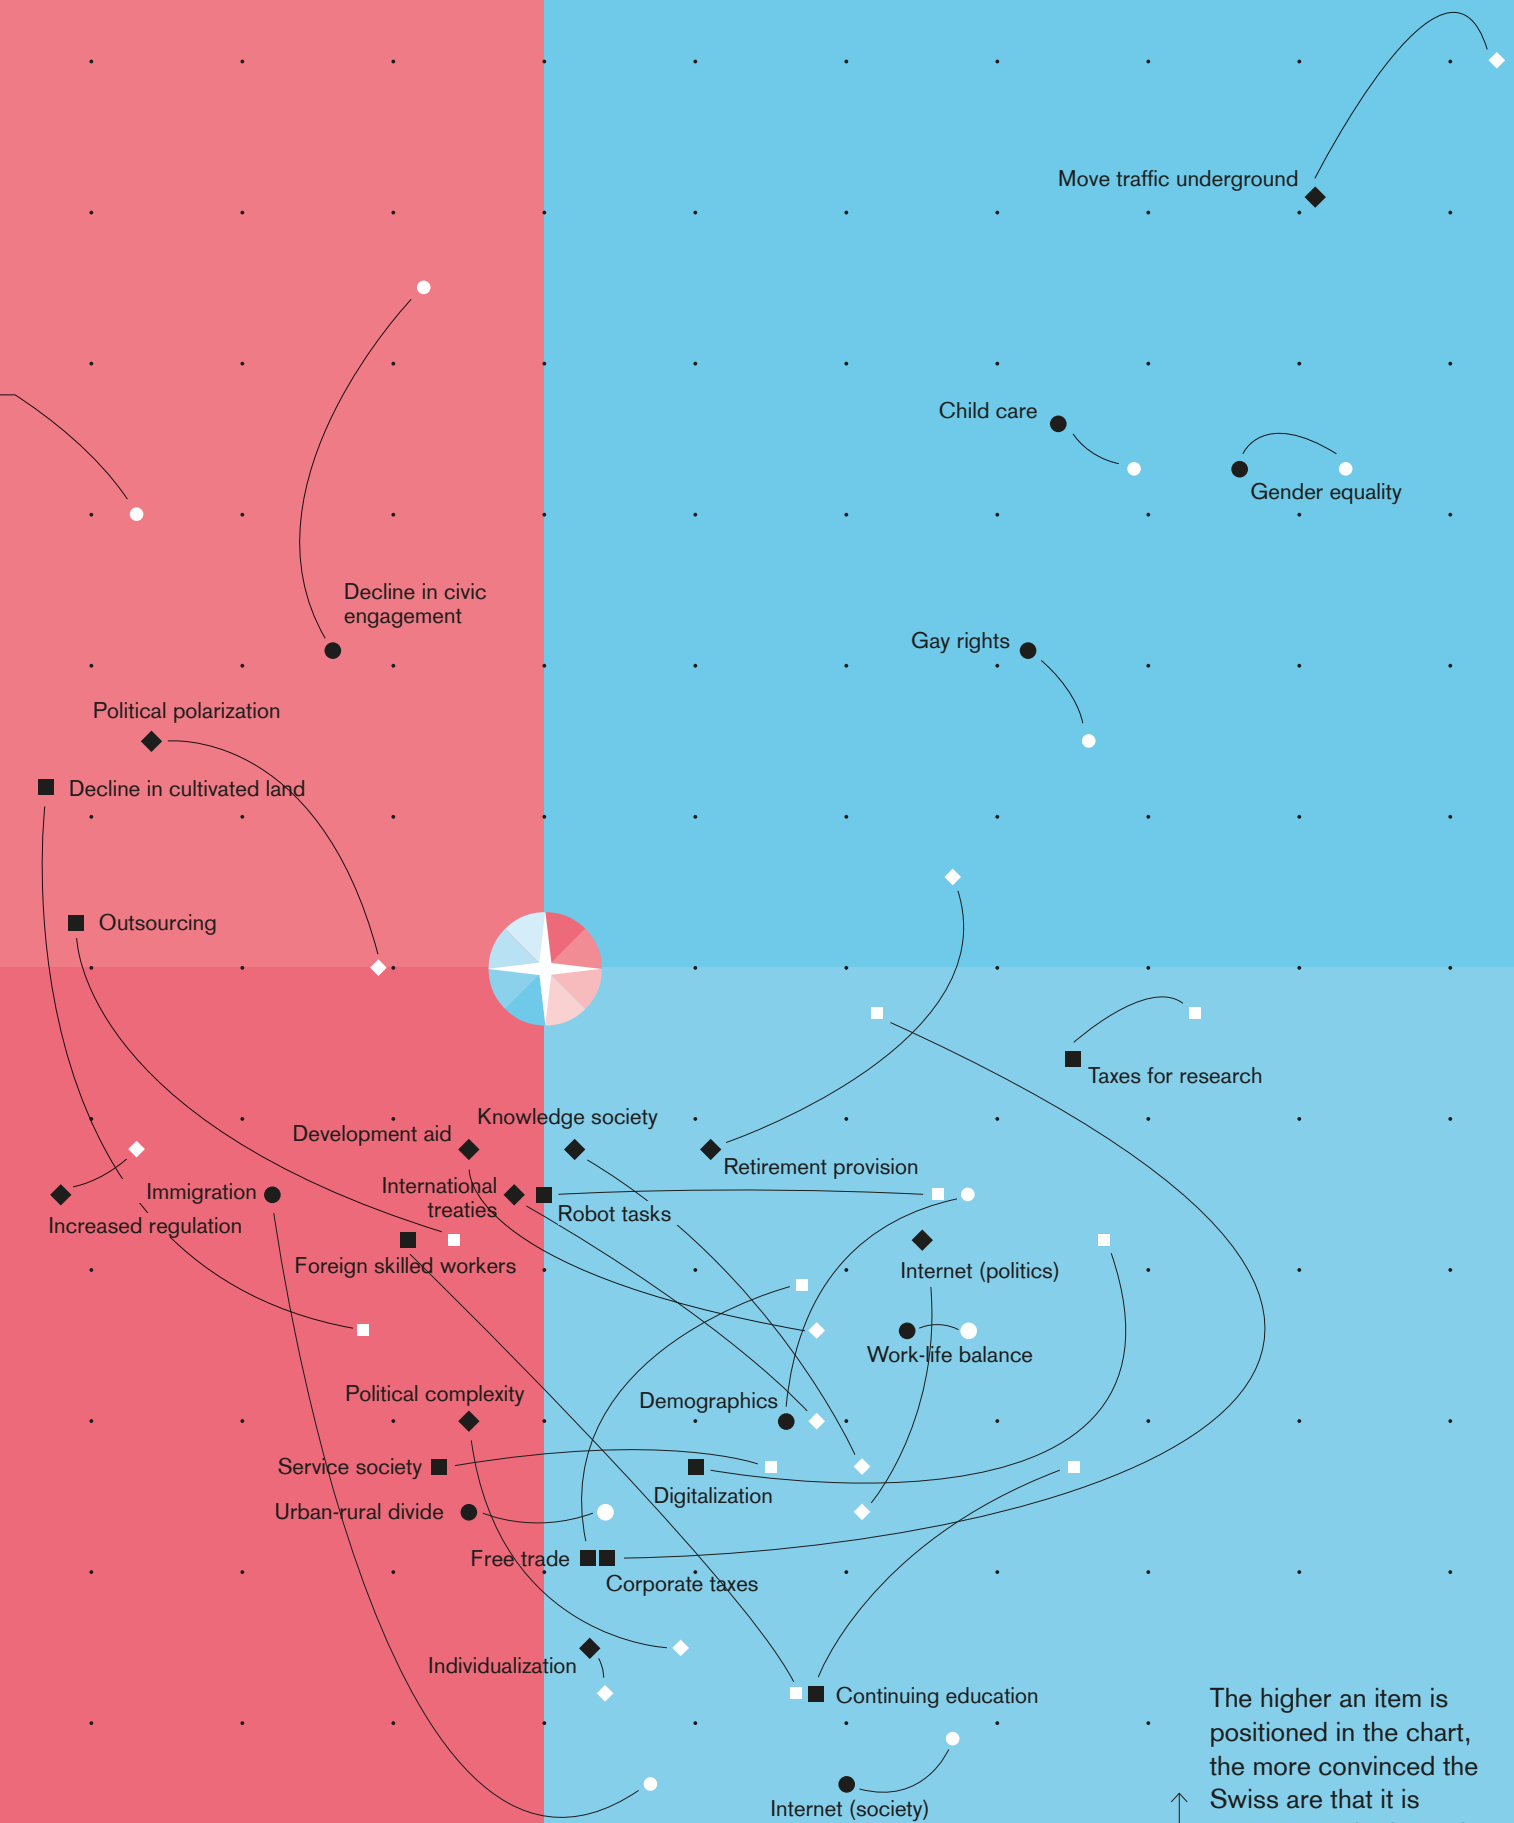 Move traffic underground
Child care
Gender equality
Decline in civic
engagement
Gay rights
Political polarization
Decline in cultivated land
Outsourcing
Taxes for research
Knowledge society
Development aid
Retirement provision
International
treaties
Immigration
Robot tasks
Increased regulation
Foreign skilled workers
Internet (politics)
Work-life balance
Political complexity
Demographics
Service society
Digitalization
Urban-rural divide
Free trade
Corporate taxes
Individualization
Continuing education
Internet (society)
The higher an item is
positioned in the chart,
the more convinced the
Swiss are that it is